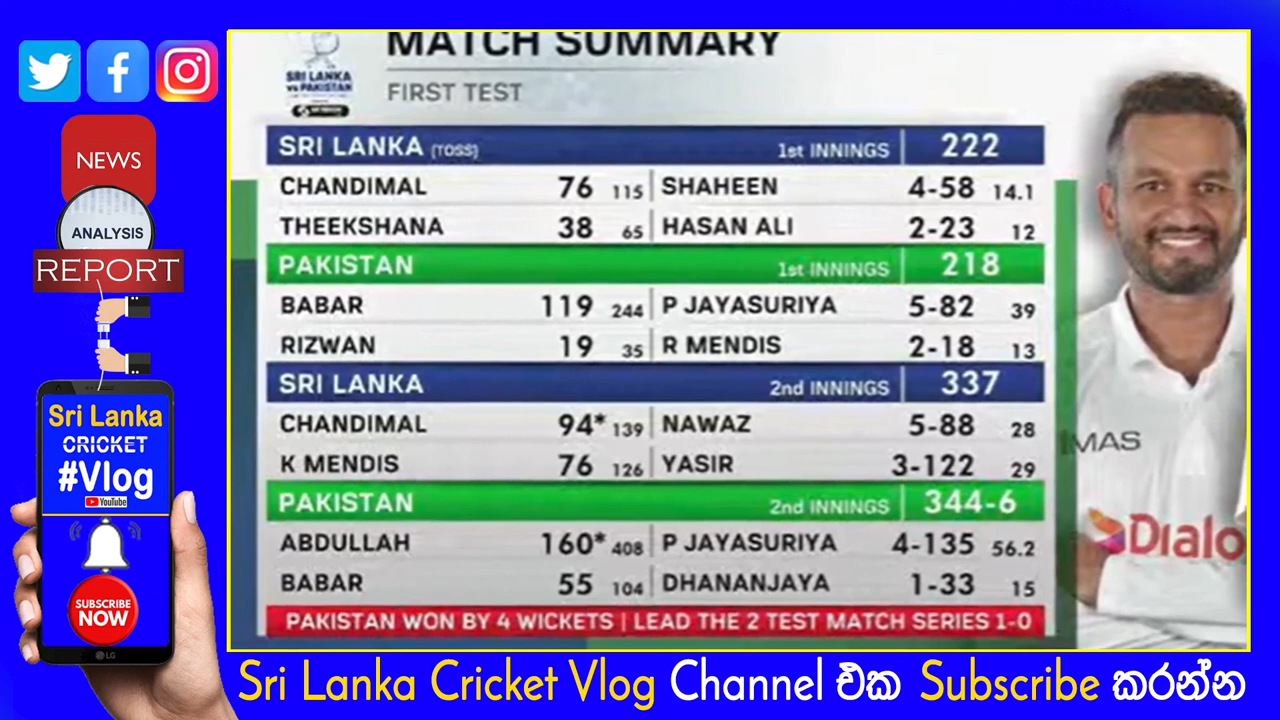 MATCH SUMMARY
SRI LANKA
vs PAKISTAN
FIRST TEST
SRI LANKA (TOSS) 1st INNINGS 222
CHANDIMAL 76 115 SHAHEEN 4-58 14.1
THEEKSHANA 38 65 HASAN ALI 2-23 12
PAKISTAN 1st INNINGS 218
BABAR 119 244 P JAYASURIYA 5-82 39
RIZWAN 19 35 R MENDIS 2-18 13
SRI LANKA 2nd INNINGS 337
CHANDIMAL 94* 139 NAWAZ 5-88 28
K MENDIS 76 126 YASIR 3-122 29
PAKISTAN 2nd INNINGS 344-6
ABDULLAH 160* 408 P JAYASURIYA 4-135 56.2
BABAR 55 104 DHANANJAYA 1-33 15
PAKISTAN WON BY 4 WICKETS | LEAD THE 2 TEST MATCH SERIES 1-0
NEWS
ANALYSIS
REPORT
Sri Lanka
CRICKET
#Vlog
YouTube
SUBSCRIBE
NOW
LG
IMAS
Dialo
Sri Lanka Cricket Vlog Channel එක Subscribe කරන්න